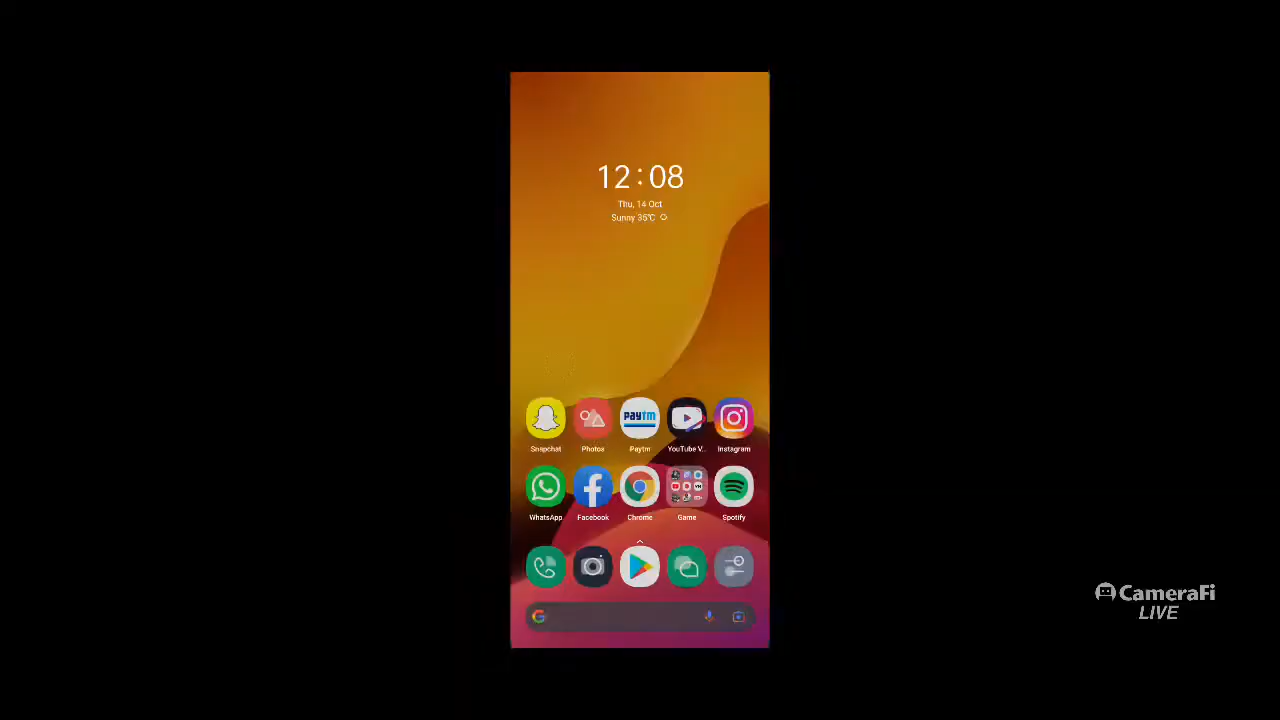 12:08
Thu, 14 Oct
Sunny 35°C
paytm
Snapchat
Photos
Paytm
YouTube V..
Instagram
WhatsApp
Facebook
Chrome
Game
Spotify
CameraFi
LIVE